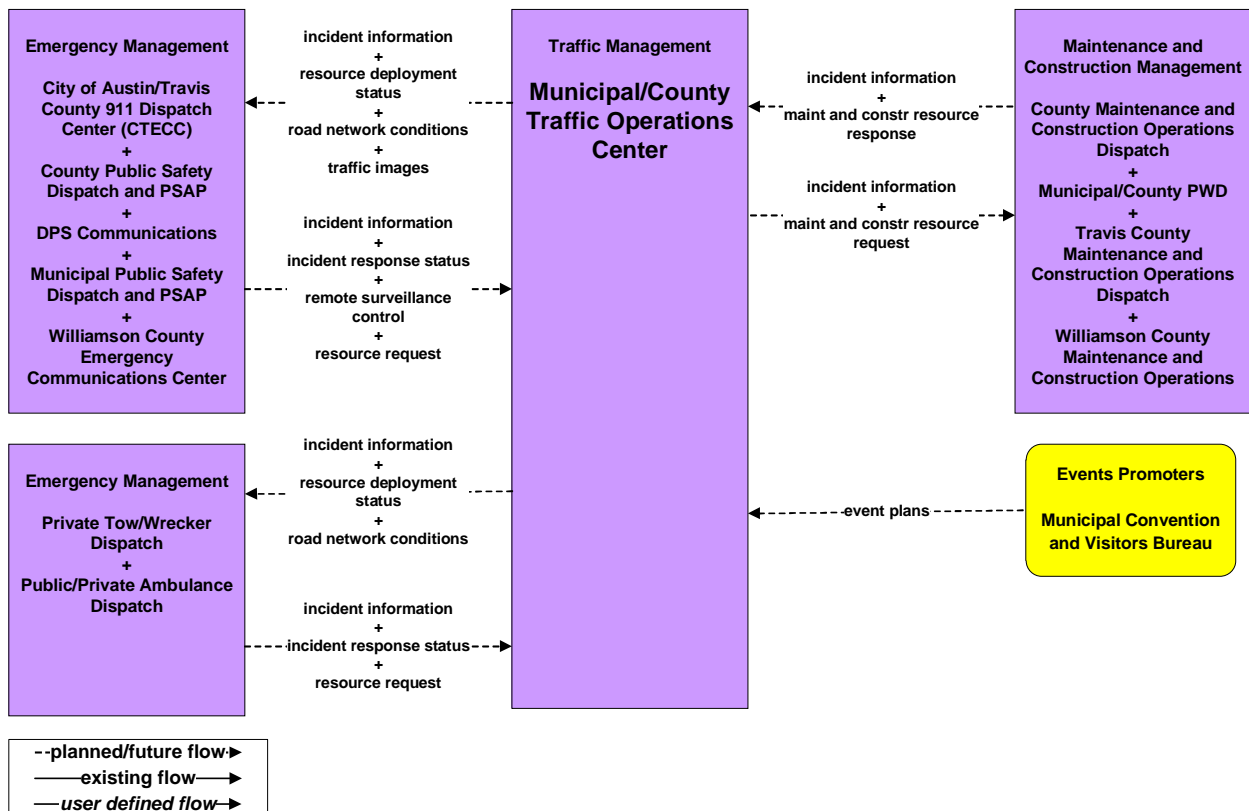 Emergency Management
City of Austin/Travis
County 911 Dispatch
Center (CTECC)
+
County Public Safety
Dispatch and PSAP
+
DPS Communications
+
Municipal Public Safety
Dispatch and PSAP
+
Williamson County
Emergency
Communications Center
incident information
+
resource deployment
status
+
road network conditions
+
traffic images
incident information
+
incident response status
+
remote surveillance
control
+
resource request
Traffic Management
Municipal/County
Traffic Operations
Center
incident information
+
maint and constr resource
response
incident information
+
maint and constr resource
request
Maintenance and
Construction Management
County Maintenance and
Construction Operations
Dispatch
+
Municipal/County PWD
+
Travis County
Maintenance and
Construction Operations
Dispatch
+
Williamson County
Maintenance and
Construction Operations
Emergency Management
Private Tow/Wrecker
Dispatch
+
Public/Private Ambulance
Dispatch
incident information
+
resource deployment
status
+
road network conditions
incident information
+
incident response status
+
resource request
event plans
Events Promoters
Municipal Convention
and Visitors Bureau
planned/future flow
existing flow
user defined flow